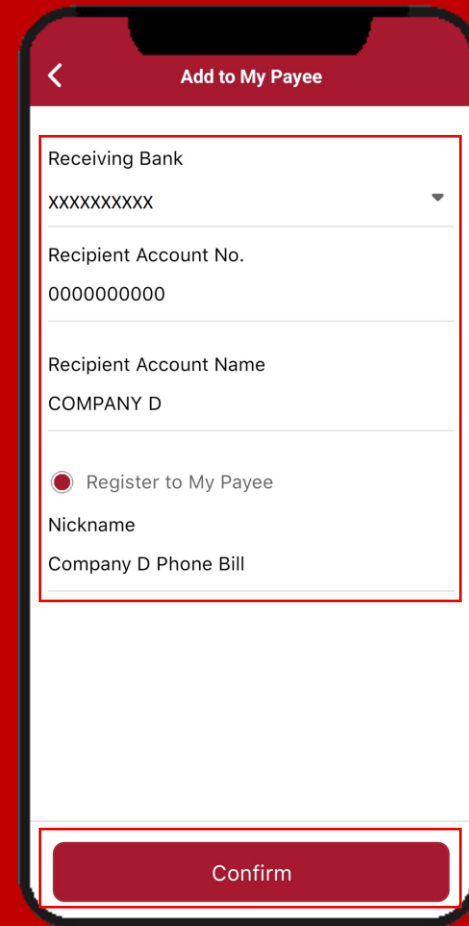 Add to My Payee
Receiving Bank
XXXXXXXXXX
Recipient Account No.
0000000000
Recipient Account Name
COMPANY D
Register to My Payee
Nickname
Company D Phone Bill
Confirm